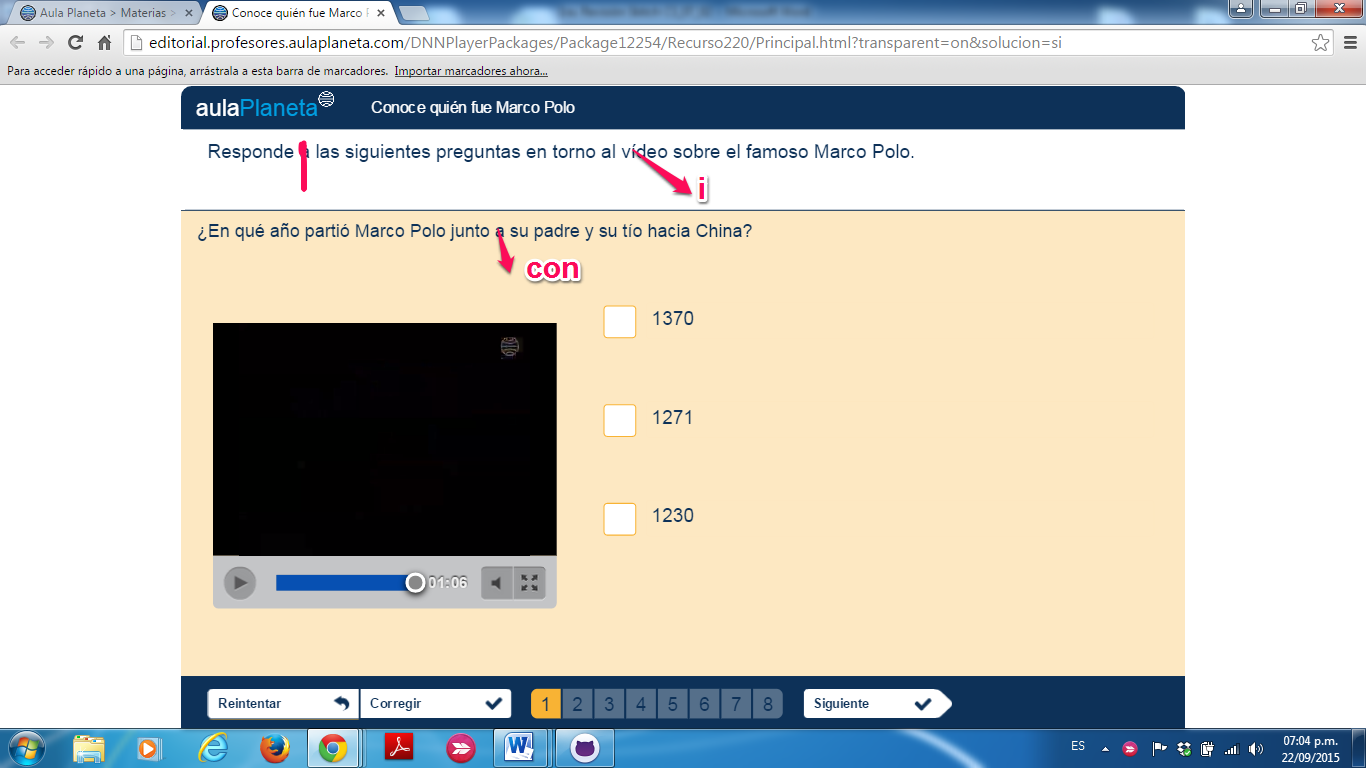 Aula Planeta > Materias >
Conoce quién fue Marco P
editorial.profesores.aulaplaneta.com/DNNPlayerPackages/Package12254/Recurso220/Principal.html?transparent=on&solucion=si
Para acceder rápido a una página, arrástrala a esta barra de marcadores. Importar marcadores ahora...
aulaPlaneta
Conoce quién fue Marco Polo
Responde a las siguientes preguntas en torno al vídeo sobre el famoso Marco Polo.
i
¿En qué año partió Marco Polo junto a su padre y su tío hacia China?
con
1370
1271
1230
01:06
Reintentar
Corregir
1 2 3 4 5 6 7 8
Siguiente
ES
07:04 p.m.
22/09/2015